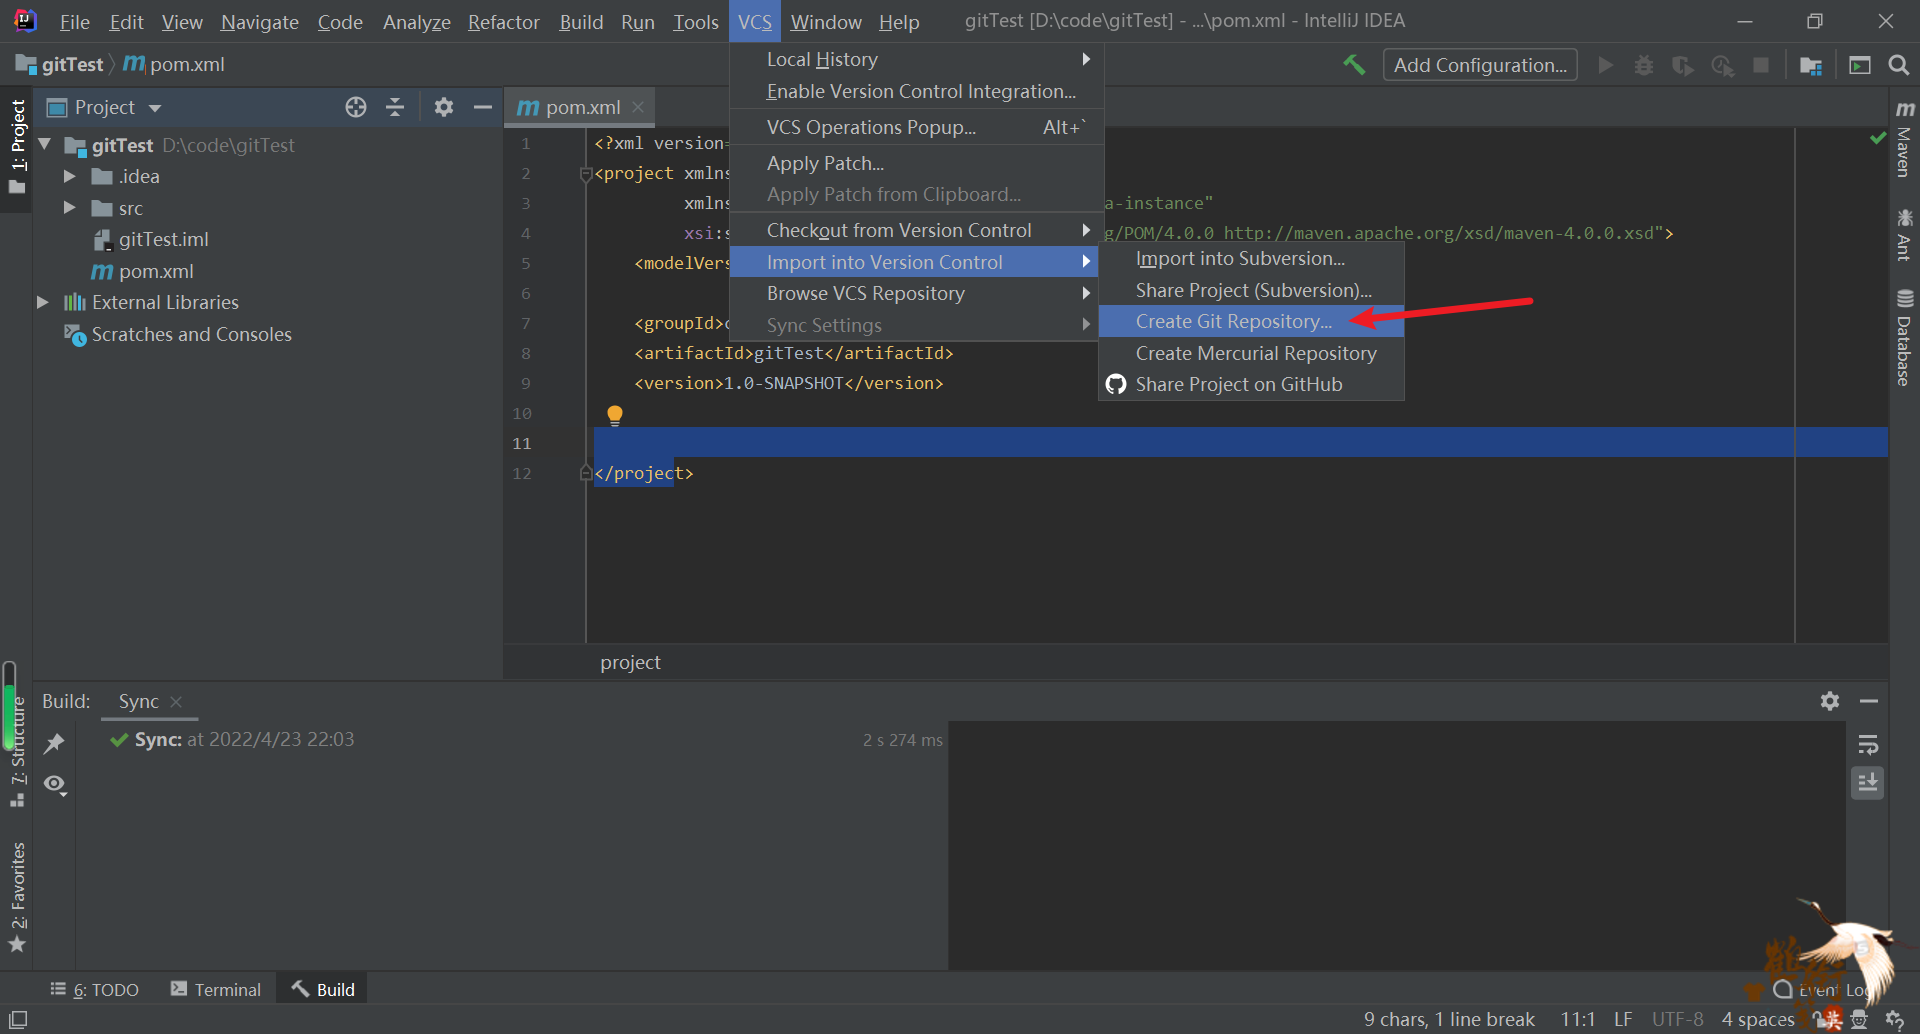 File Edit View Navigate Code Analyze Refactor Build Run Tools VCS Window Help gitTest [D:\code\gitTest] - ...\pom.xml - IntelliJ IDEA
gitTest m pom.xml
Add Configuration...
Project
1: Project
gitTest D:\code\gitTest
.idea
src
gitTest.iml
m pom.xml
External Libraries
Scratches and Consoles
m pom.xml
Local History
Enable Version Control Integration...
VCS Operations Popup... Alt+`
Apply Patch...
Apply Patch from Clipboard...
Checkout from Version Control
Import into Version Control
Browse VCS Repository
Sync Settings
Import into Subversion...
Share Project (Subversion)...
Create Git Repository...
Create Mercurial Repository
Share Project on GitHub
1 <?xml version=
2 <project xmlns
3 xmlns a-instance"
4 xsi:s g/POM/4.0.0 http://maven.apache.org/xsd/maven-4.0.0.xsd">
5 <modelVers
6
7 <groupId>
8 <artifactId>gitTest</artifactId>
9 <version>1.0-SNAPSHOT</version>
10
11
12 </project>
project
m Maven
Ant
Database
Build: Sync
Sync: at 2022/4/23 22:03 2 s 274 ms
7: Structure
2: Favorites
6: TODO Terminal Build
Event Log
9 chars, 1 line break 11:1 LF UTF-8 4 spaces
英